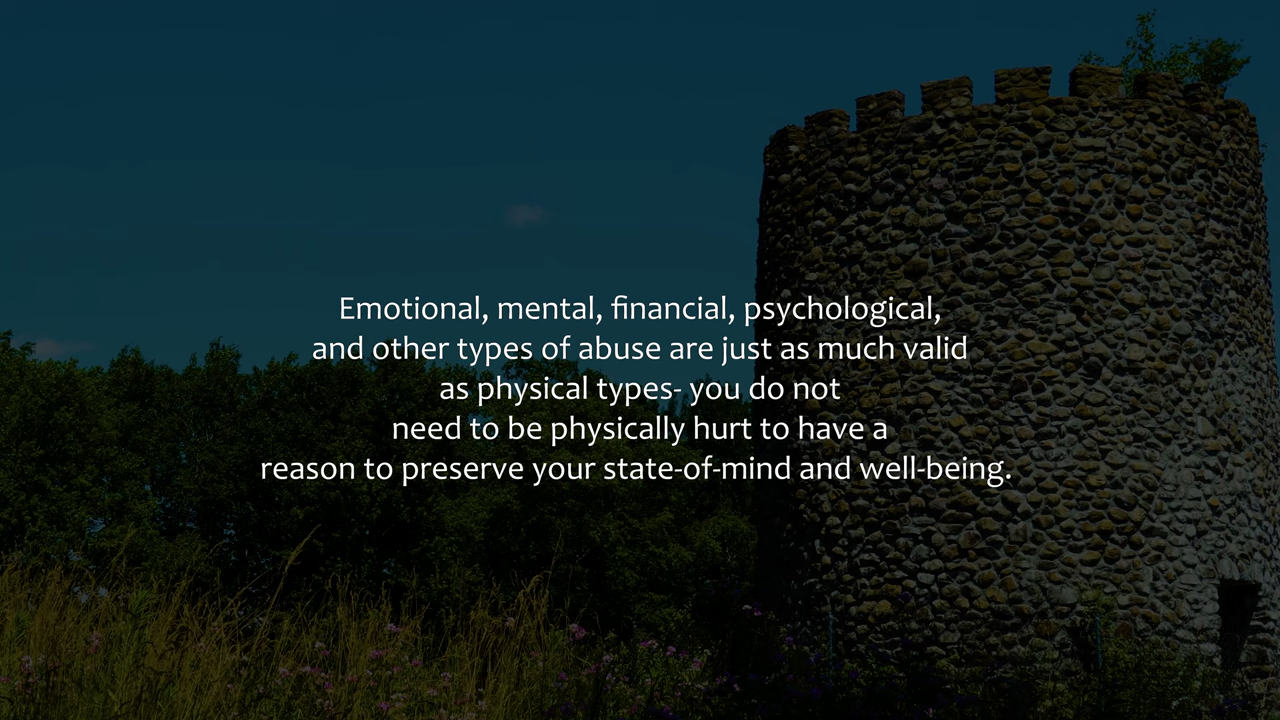 Emotional, mental, financial, psychological,
and other types of abuse are just as much valid
as physical types- you do not
need to be physically hurt to have a
reason to preserve your state-of-mind and well-being.